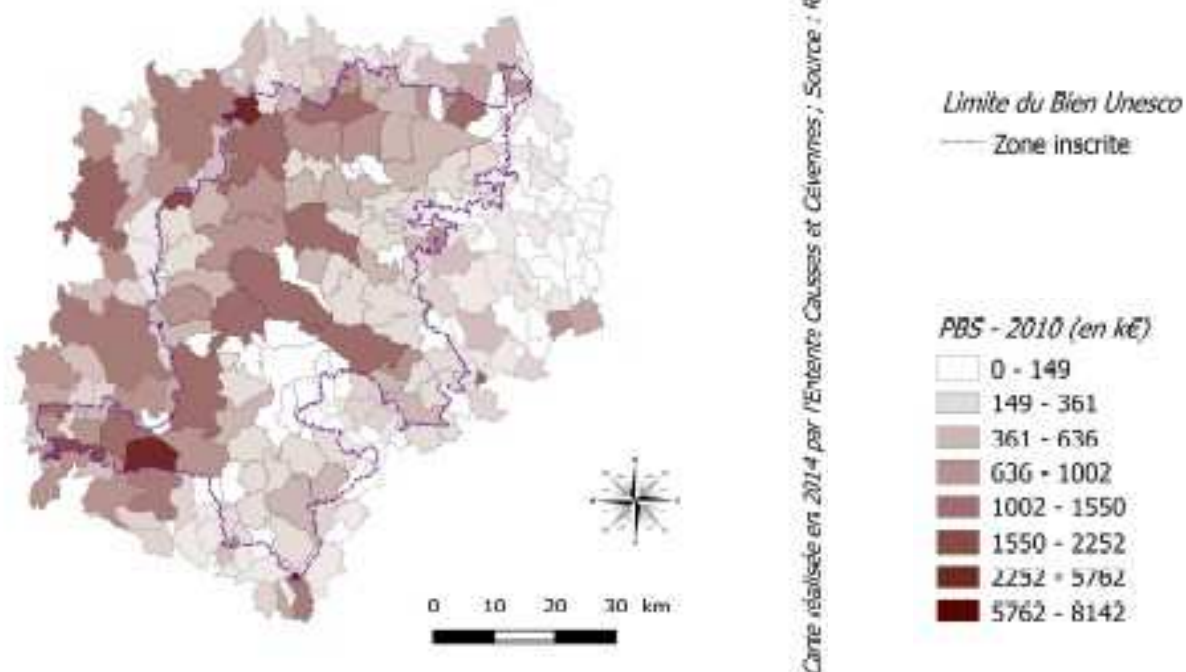 Carte réalisée en 2014 par l'Entente Causses et Cévennes ; Source :
Limite du Bien Unesco
Zone inscrite
PBS - 2010 (en k€)
0 - 149
149 - 361
361 - 636
636 - 1002
1002 - 1550
1550 - 2252
2252 - 5762
5762 - 8142
0 10 20 30 km